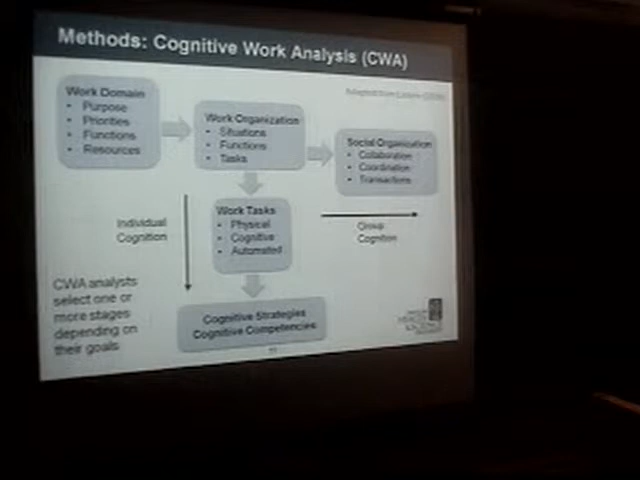 Methods: Cognitive Work Analysis (CWA)
Work Domain
• Purpose
• Priorities
• Functions
• Resources
Work Organization
• Situations
• Functions
• Tasks
Social Organization
• Collaboration
• Coordination
• Transactions
Individual
Cognition
Work Tasks
• Physical
• Cognitive
• Automated
Group
Cognition
CWA analysts
select one or
more stages
depending on
their goals
Cognitive Strategies
Cognitive Competencies